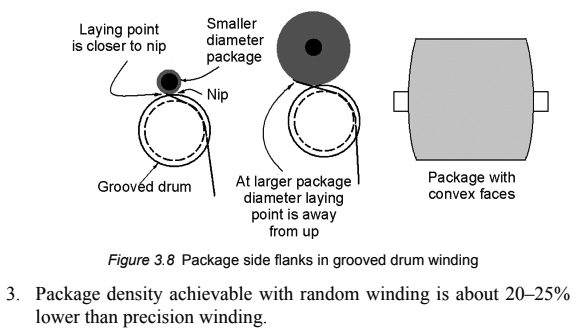 Laying point
is closer to nip
Smaller
diameter
package
Nip
Grooved drum
At larger package
diameter laying
point is away
from up
Package with
convex faces
Figure 3.8 Package side flanks in grooved drum winding
3. Package density achievable with random winding is about 20–25%
lower than precision winding.